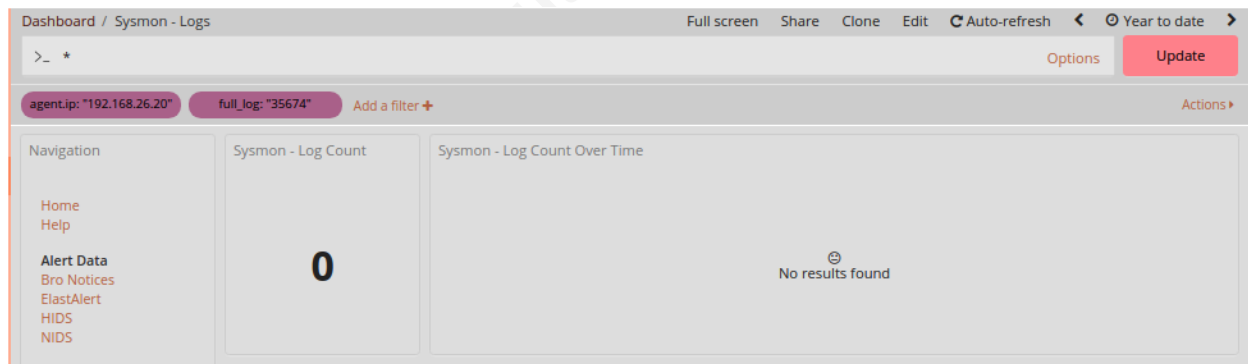 Dashboard / Sysmon - Logs
Full screen Share Clone Edit Auto-refresh Year to date
>_ *
Options
Update
agent.ip: "192.168.26.20"
full_log: "35674"
Add a filter +
Actions
Navigation
Home
Help
Alert Data
Bro Notices
ElastAlert
HIDS
NIDS
Sysmon - Log Count
0
Sysmon - Log Count Over Time
No results found